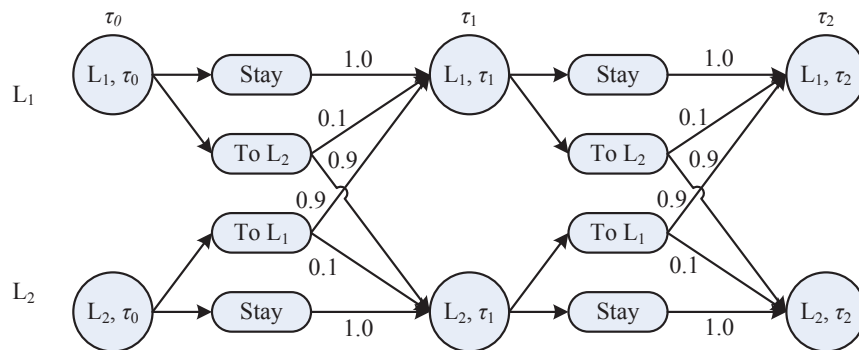 τ0 τ1 τ2
L1
L1, τ0 Stay 1.0 L1, τ1 Stay 1.0 L1, τ2
0.1 0.1
To L2 0.9 To L2 0.9
0.9 0.9
To L1 To L1
0.1 0.1
L2
L2, τ0 Stay 1.0 L2, τ1 Stay 1.0 L2, τ2